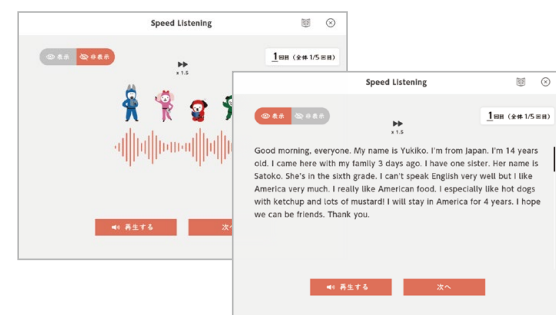 Speed Listening
表示 非表示
x 1.5
1回目 (全体 1/5 回目)
再生する
次へ
Speed Listening
表示 非表示
x 1.5
1回目 (全体 1/5 回目)
Good morning, everyone. My name is Yukiko. I'm from Japan. I'm 14 years
old. I came here with my family 3 days ago. I have one sister. Her name is
Satoko. She's in the sixth grade. I can't speak English very well but I like
America very much. I really like American food. I especially like hot dogs
with ketchup and lots of mustard! I will stay in America for 4 years. I hope
we can be friends. Thank you.
再生する
次へ